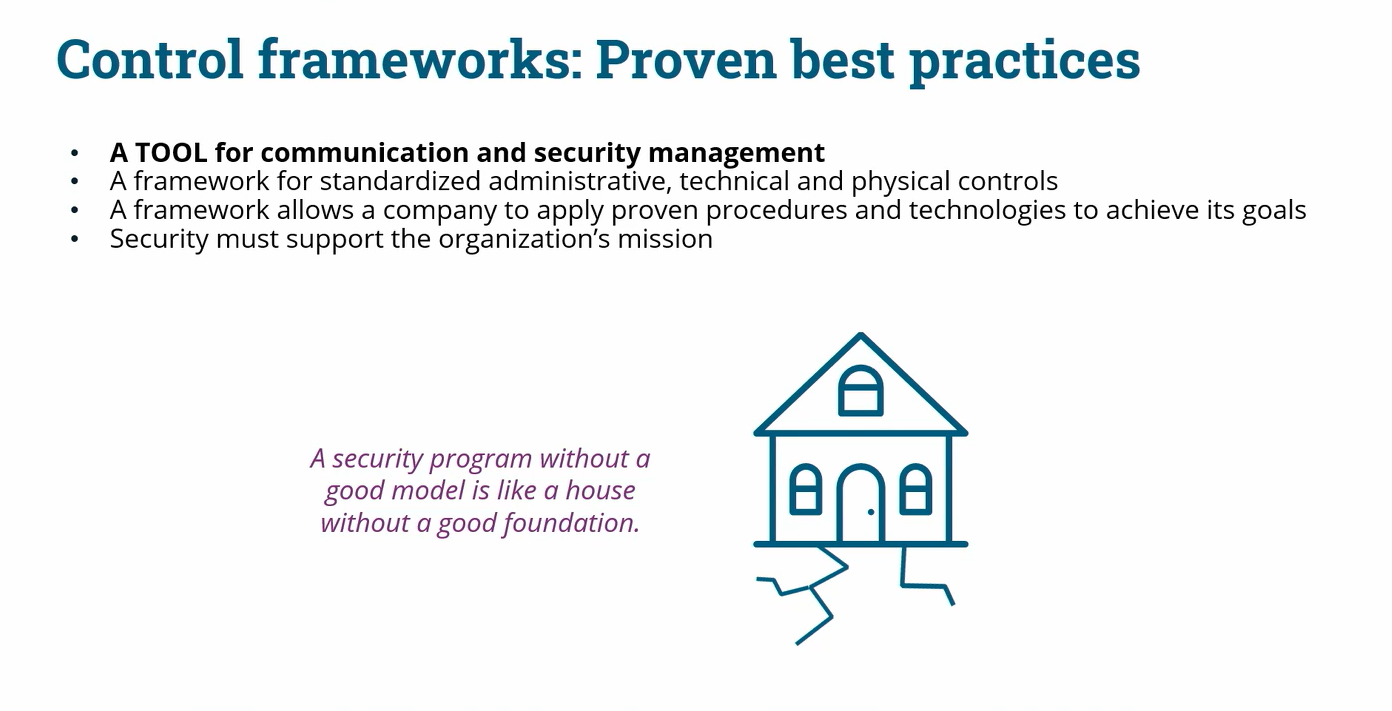 Control frameworks: Proven best practices
• A TOOL for communication and security management
• A framework for standardized administrative, technical and physical controls
• A framework allows a company to apply proven procedures and technologies to achieve its goals
• Security must support the organization’s mission
A security program without a
good model is like a house
without a good foundation.